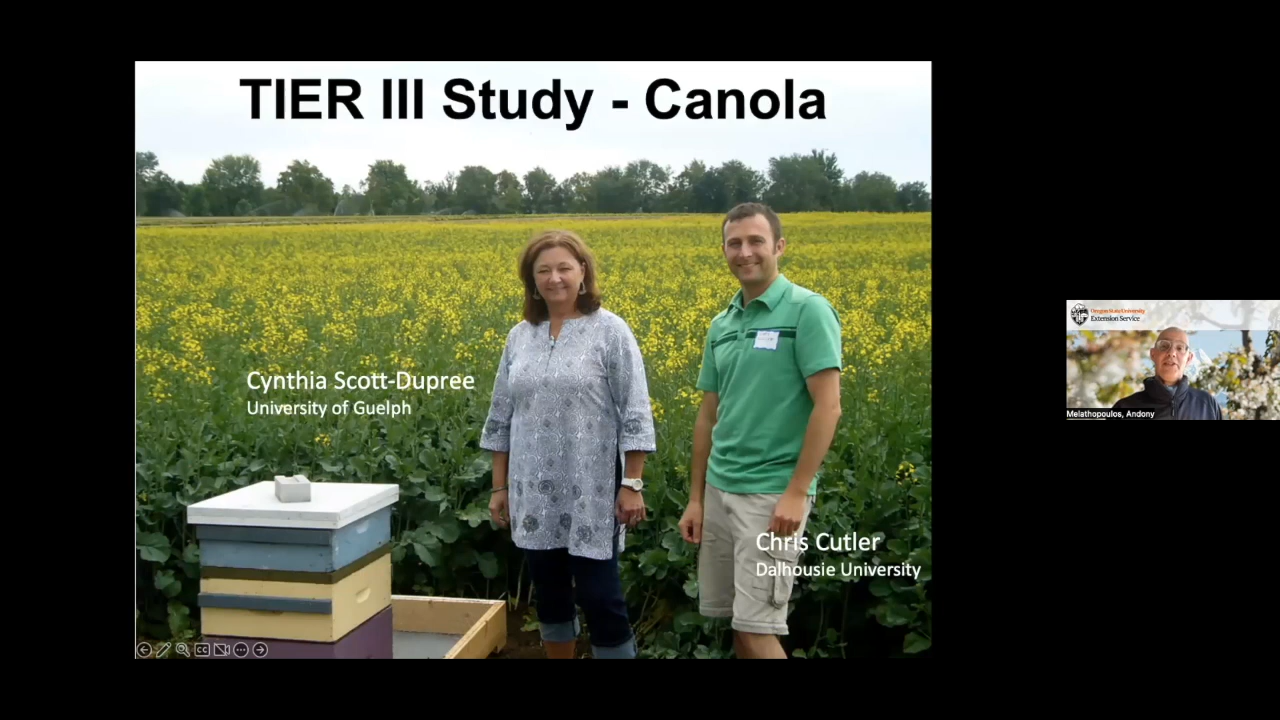 TIER III Study - Canola
Cynthia Scott-Dupree
University of Guelph
Chris Cutler
Dalhousie University
CC
Oregon State University
Extension Service
Melathopoulos, Andony